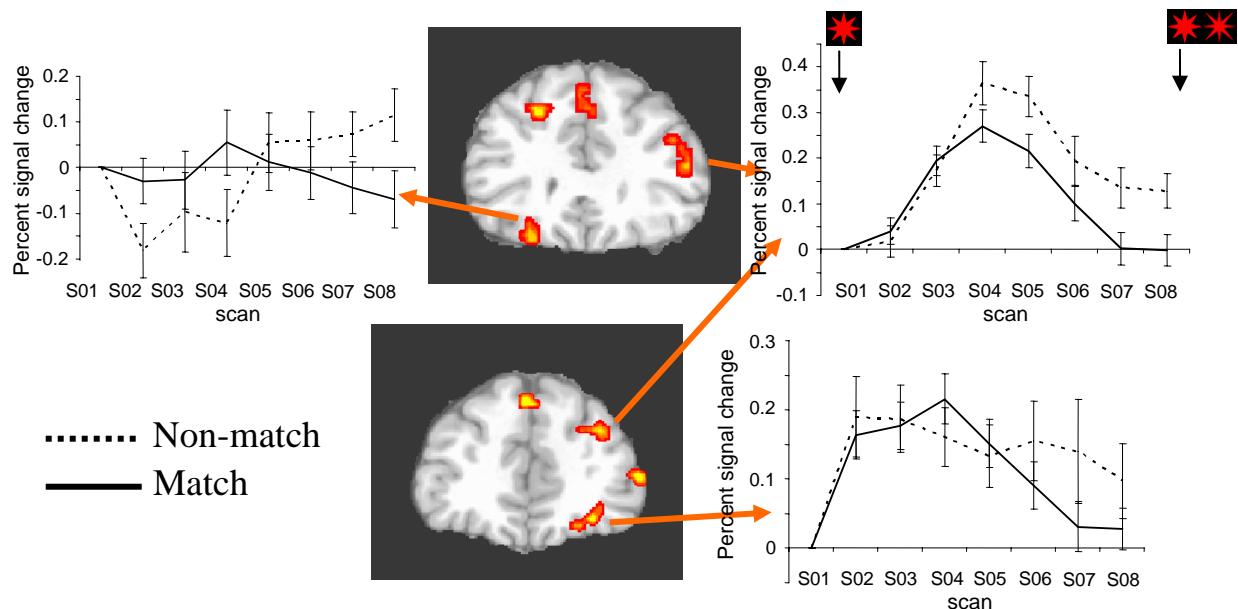 Percent signal change
0.2
0.1
0
-0.1
-0.2
S01 S02 S03 S04 S05 S06 S07 S08
scan
Percent signal change
0.4
0.3
0.2
0.1
0
-0.1
S01 S02 S03 S04 S05 S06 S07 S08
scan
Non-match
Match
Percent signal change
0.3
0.2
0.1
0
S01 S02 S03 S04 S05 S06 S07 S08
scan